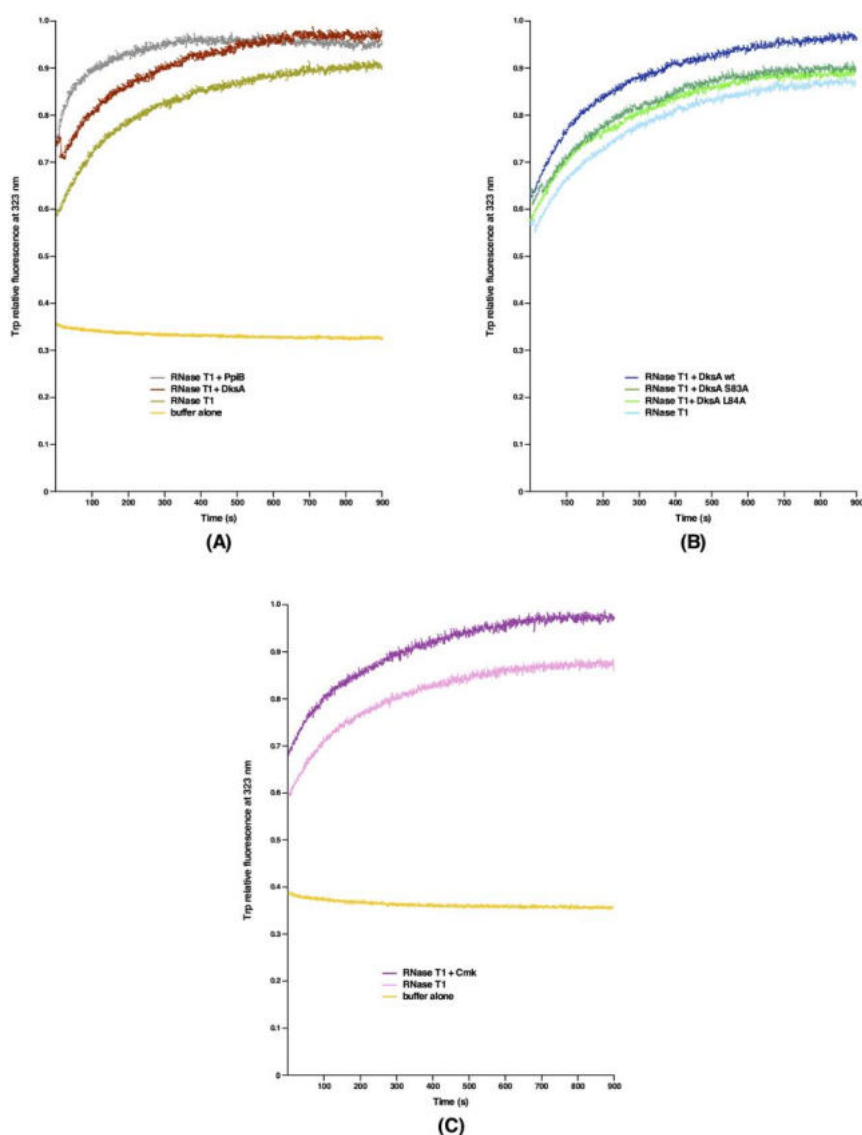 1.0
0.9
0.8
0.7
0.6
0.5
0.4
0.3
0.2
0.1
0
Trp relative fluorescence at 323 nm
RNase T1 + PpiB
RNase T1 + DksA
RNase T1
buffer alone
100 200 300 400 500 600 700 800 900
Time (s)
(A)
1.0
0.9
0.8
0.7
0.6
0.5
0.4
0.3
0.2
0.1
0
Trp relative fluorescence at 323 nm
RNase T1 + DksA wt
RNase T1 + DksA S83A
RNase T1+ DksA L84A
RNase T1
100 200 300 400 500 600 700 800 900
Time (s)
(B)
1.0
0.9
0.8
0.7
0.6
0.5
0.4
0.3
0.2
0.1
0
Trp relative fluorescence at 323 nm
RNase T1 + Cmk
RNase T1
buffer alone
100 200 300 400 500 600 700 800 900
Time (s)
(C)